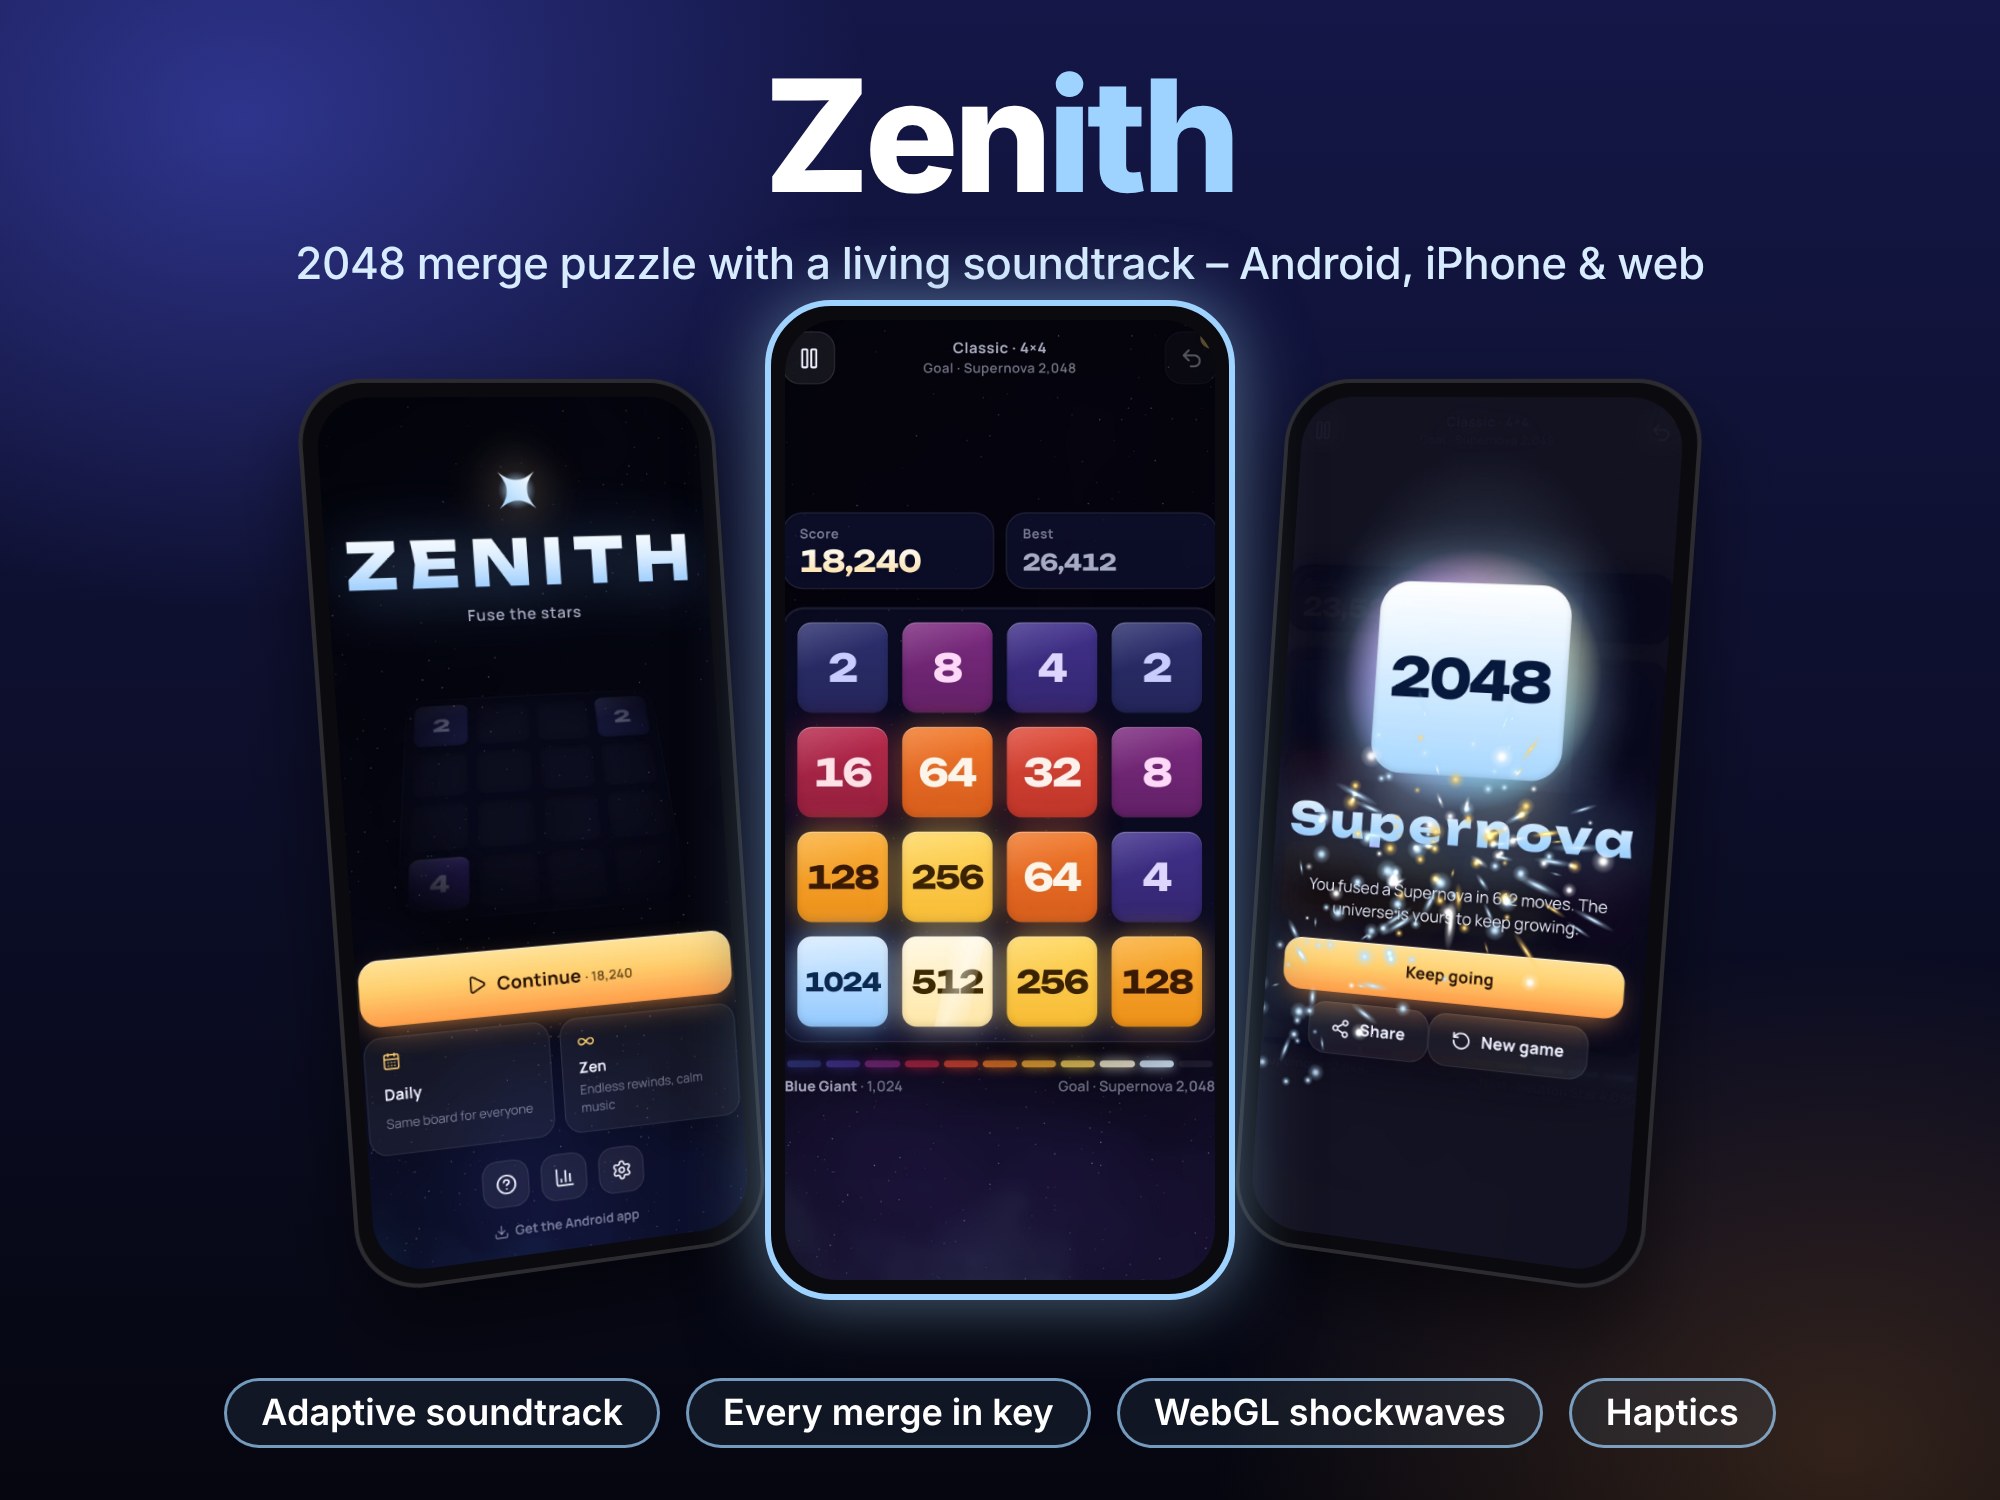 Zenith
2048 merge puzzle with a living soundtrack – Android, iPhone & web
ZENITH
Fuse the stars
2 2
4
Continue · 18,240
Daily
Same board for everyone
Zen
Endless rewinds, calm
music
Get the Android app
Classic · 4×4
Goal · Supernova 2,048
Score
18,240
Best
26,412
2 8 4 2
16 64 32 8
128 256 64 4
1024 512 256 128
Blue Giant · 1,024
Goal · Supernova 2,048
2048
Supernova
You fused a Supernova in moves. The
universe is yours to keep growing.
Keep going
Share
New game
Adaptive soundtrack
Every merge in key
WebGL shockwaves
Haptics